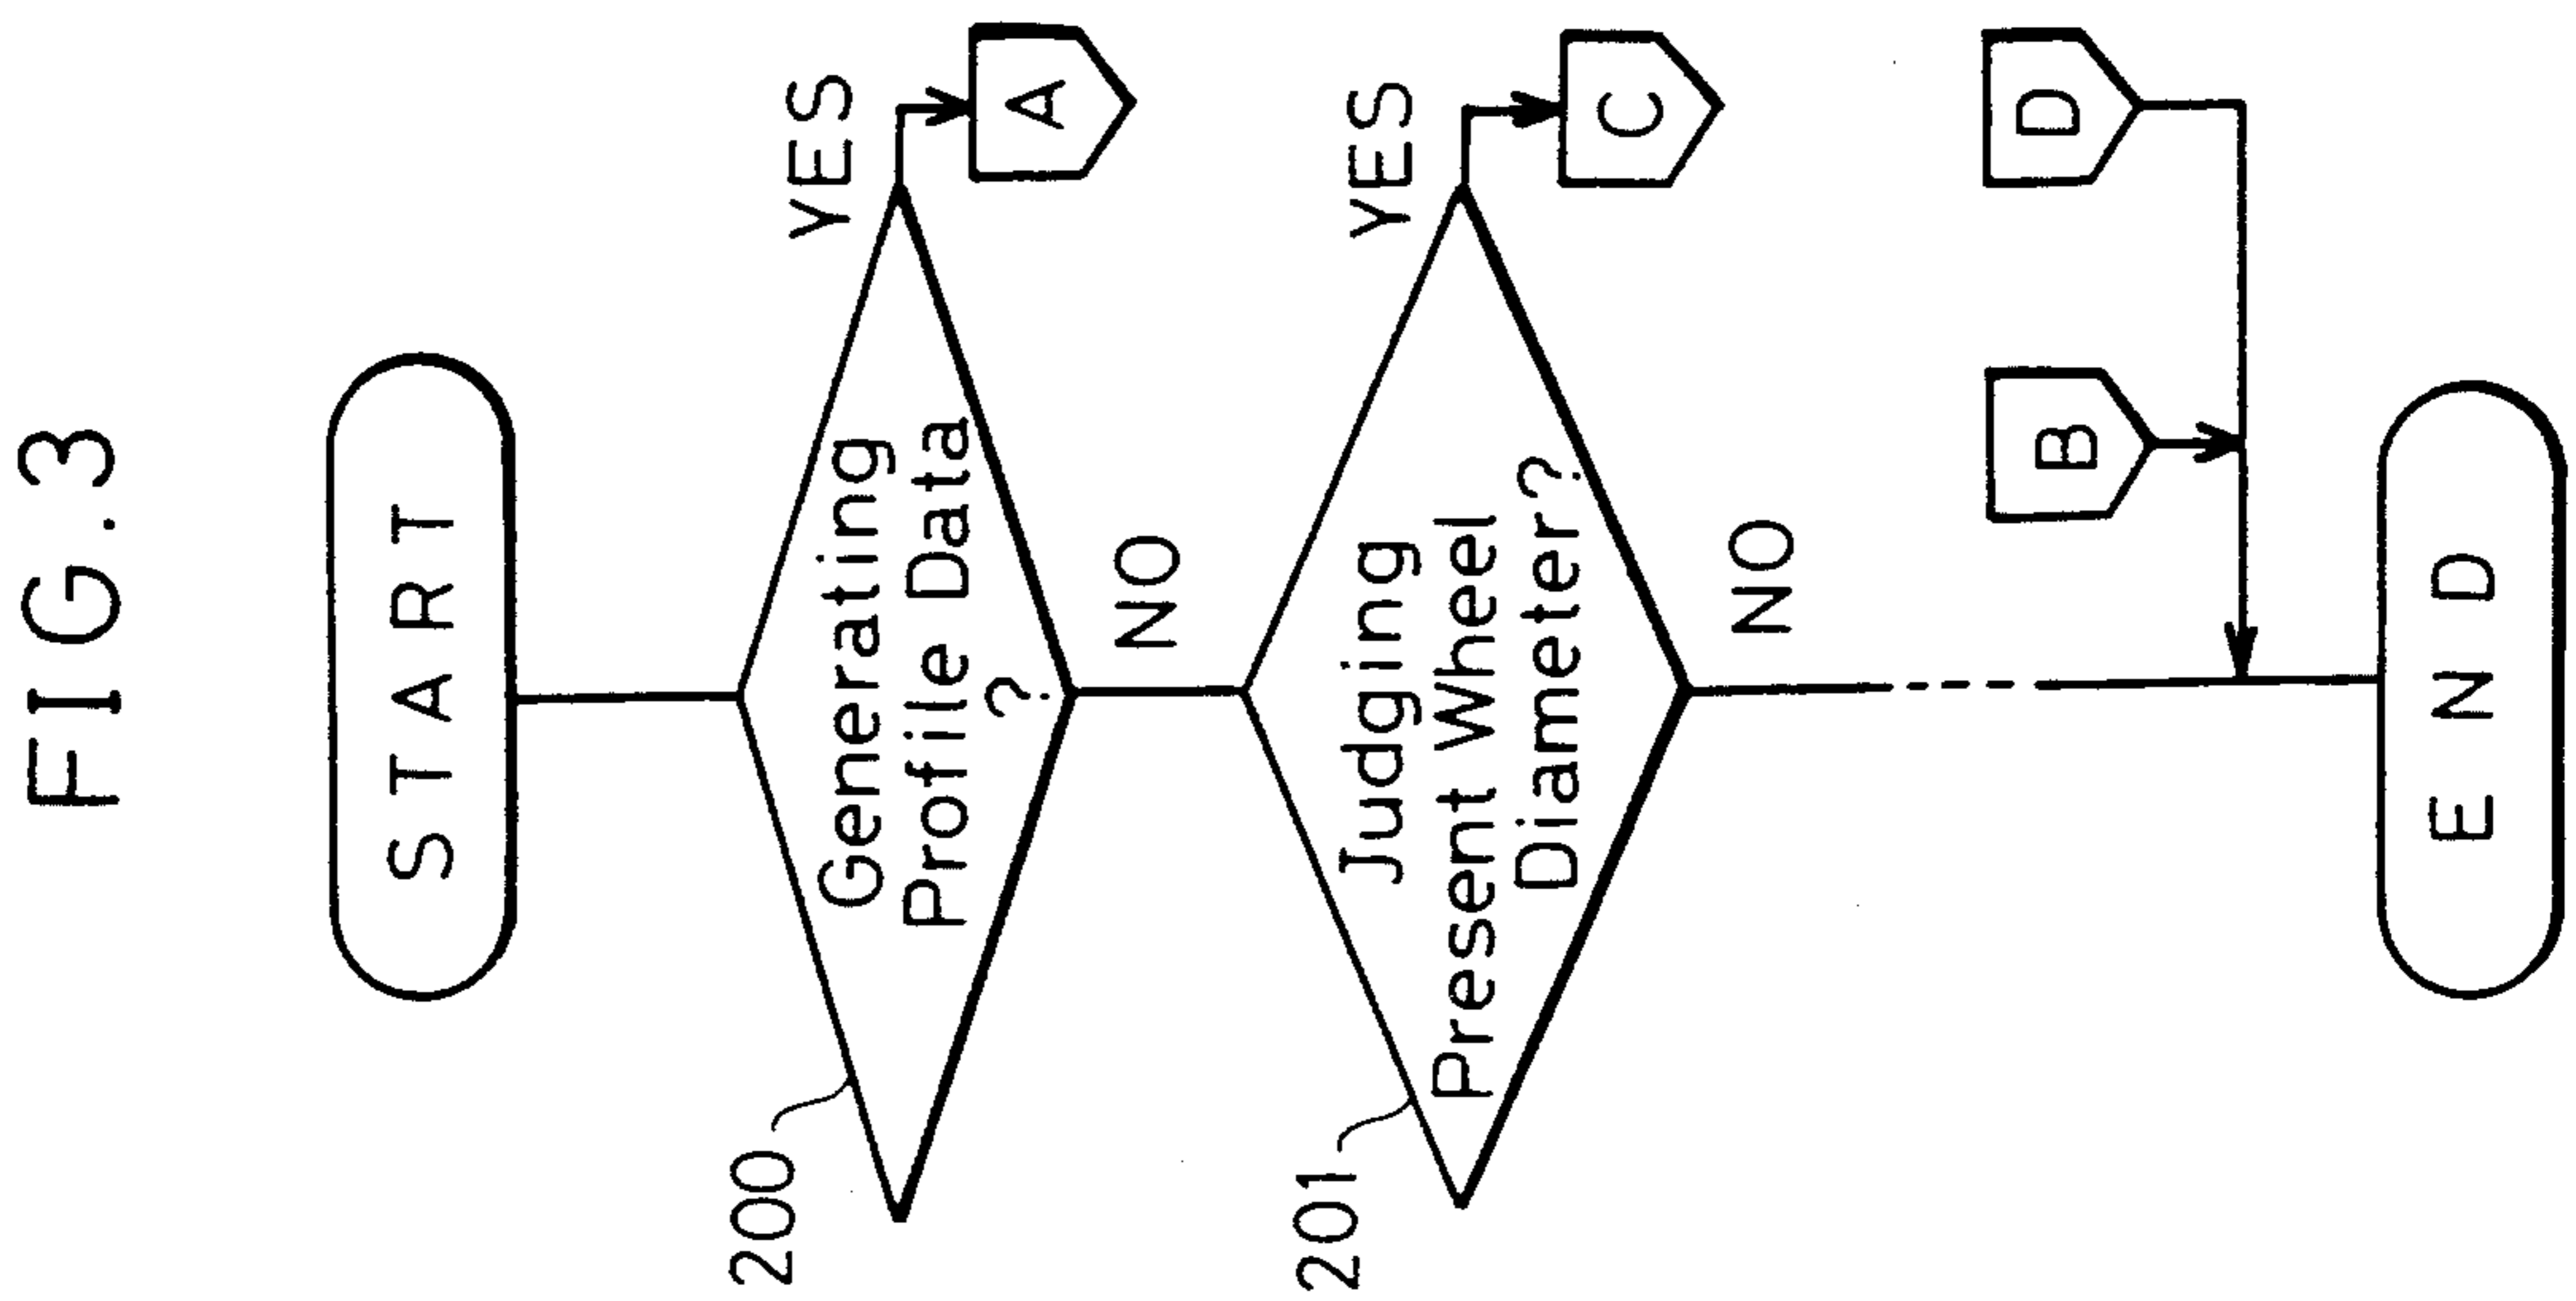 FIG.3
START
200
Generating
Profile Data
?
YES
A
NO
201
Judging
Present Wheel
Diameter?
YES
C
NO
B
D
END